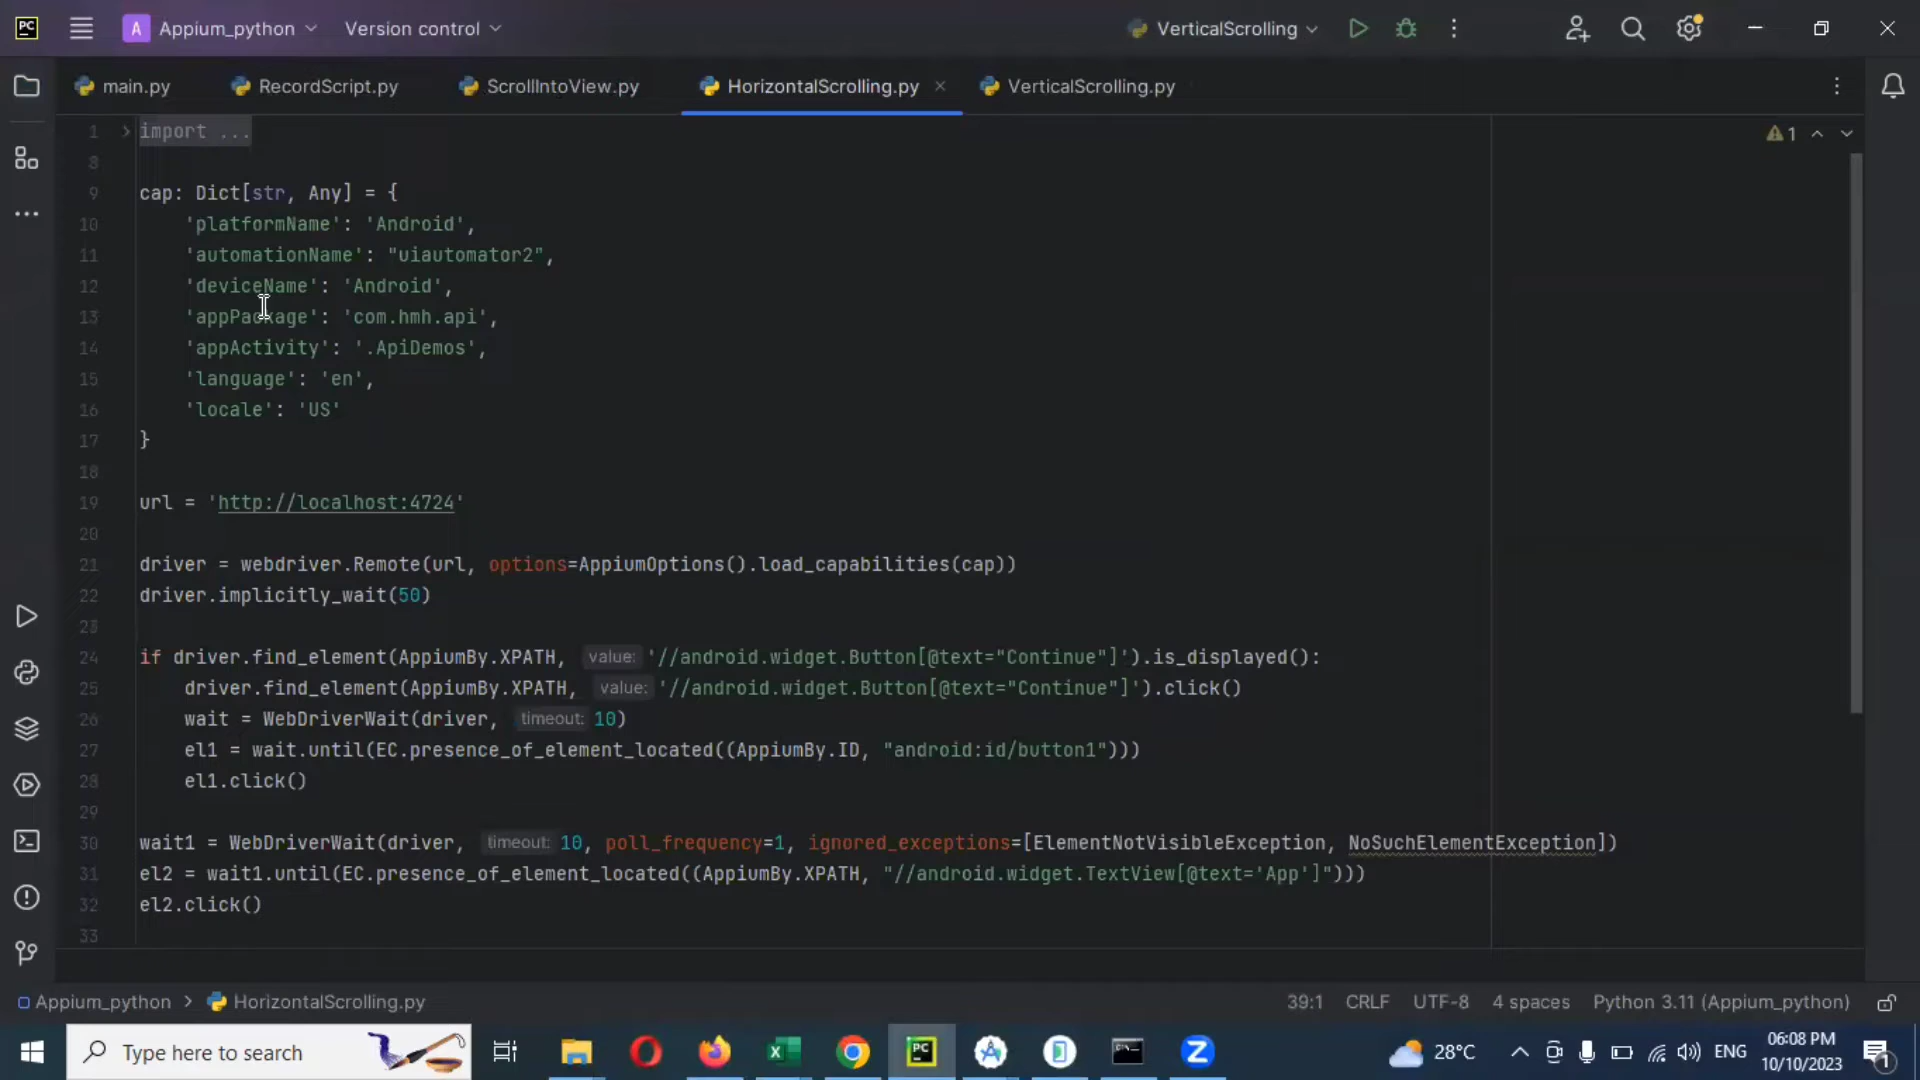 PC
A Appium_python Version control
VerticalScrolling
main.py RecordScript.py ScrollIntoView.py HorizontalScrolling.py VerticalScrolling.py
1 import ...
1
8
9 cap: Dict[str, Any] = {
10 'platformName': 'Android',
11 'automationName': "uiautomator2",
12 'deviceName': 'Android',
13 'appPackage': 'com.hmh.api',
14 'appActivity': '.ApiDemos',
15 'language': 'en',
16 'locale': 'US'
17 }
18
19 url = 'http://localhost:4724'
20
21 driver = webdriver.Remote(url, options=AppiumOptions().load_capabilities(cap))
22 driver.implicitly_wait(50)
23
24 if driver.find_element(AppiumBy.XPATH, value: '//android.widget.Button[@text="Continue"]').is_displayed():
25 driver.find_element(AppiumBy.XPATH, value: '//android.widget.Button[@text="Continue"]').click()
26 wait = WebDriverWait(driver, timeout: 10)
27 el1 = wait.until(EC.presence_of_element_located((AppiumBy.ID, "android:id/button1")))
28 el1.click()
29
30 wait1 = WebDriverWait(driver, timeout: 10, poll_frequency=1, ignored_exceptions=[ElementNotVisibleException, NoSuchElementException])
31 el2 = wait1.until(EC.presence_of_element_located((AppiumBy.XPATH, "//android.widget.TextView[@text='App']")))
32 el2.click()
33
Appium_python > HorizontalScrolling.py
39:1 CRLF UTF-8 4 spaces Python 3.11 (Appium_python)
Type here to search
PC
28°C
ENG
06:08 PM
10/10/2023
1